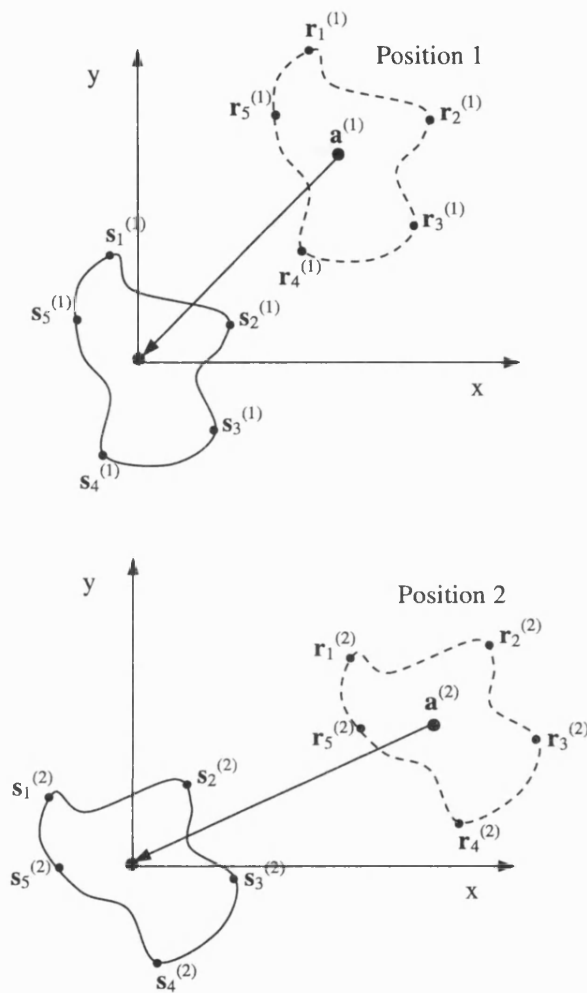 r₁⁽¹⁾
Position 1
y
r₅⁽¹⁾
r₂⁽¹⁾
a⁽¹⁾
r₃⁽¹⁾
s₁⁽¹⁾
r₄⁽¹⁾
s₅⁽¹⁾
s₂⁽¹⁾
x
s₃⁽¹⁾
s₄⁽¹⁾
y
Position 2
r₁⁽²⁾
r₂⁽²⁾
a⁽²⁾
r₅⁽²⁾
r₃⁽²⁾
s₁⁽²⁾
s₂⁽²⁾
r₄⁽²⁾
s₅⁽²⁾
s₃⁽²⁾
x
s₄⁽²⁾